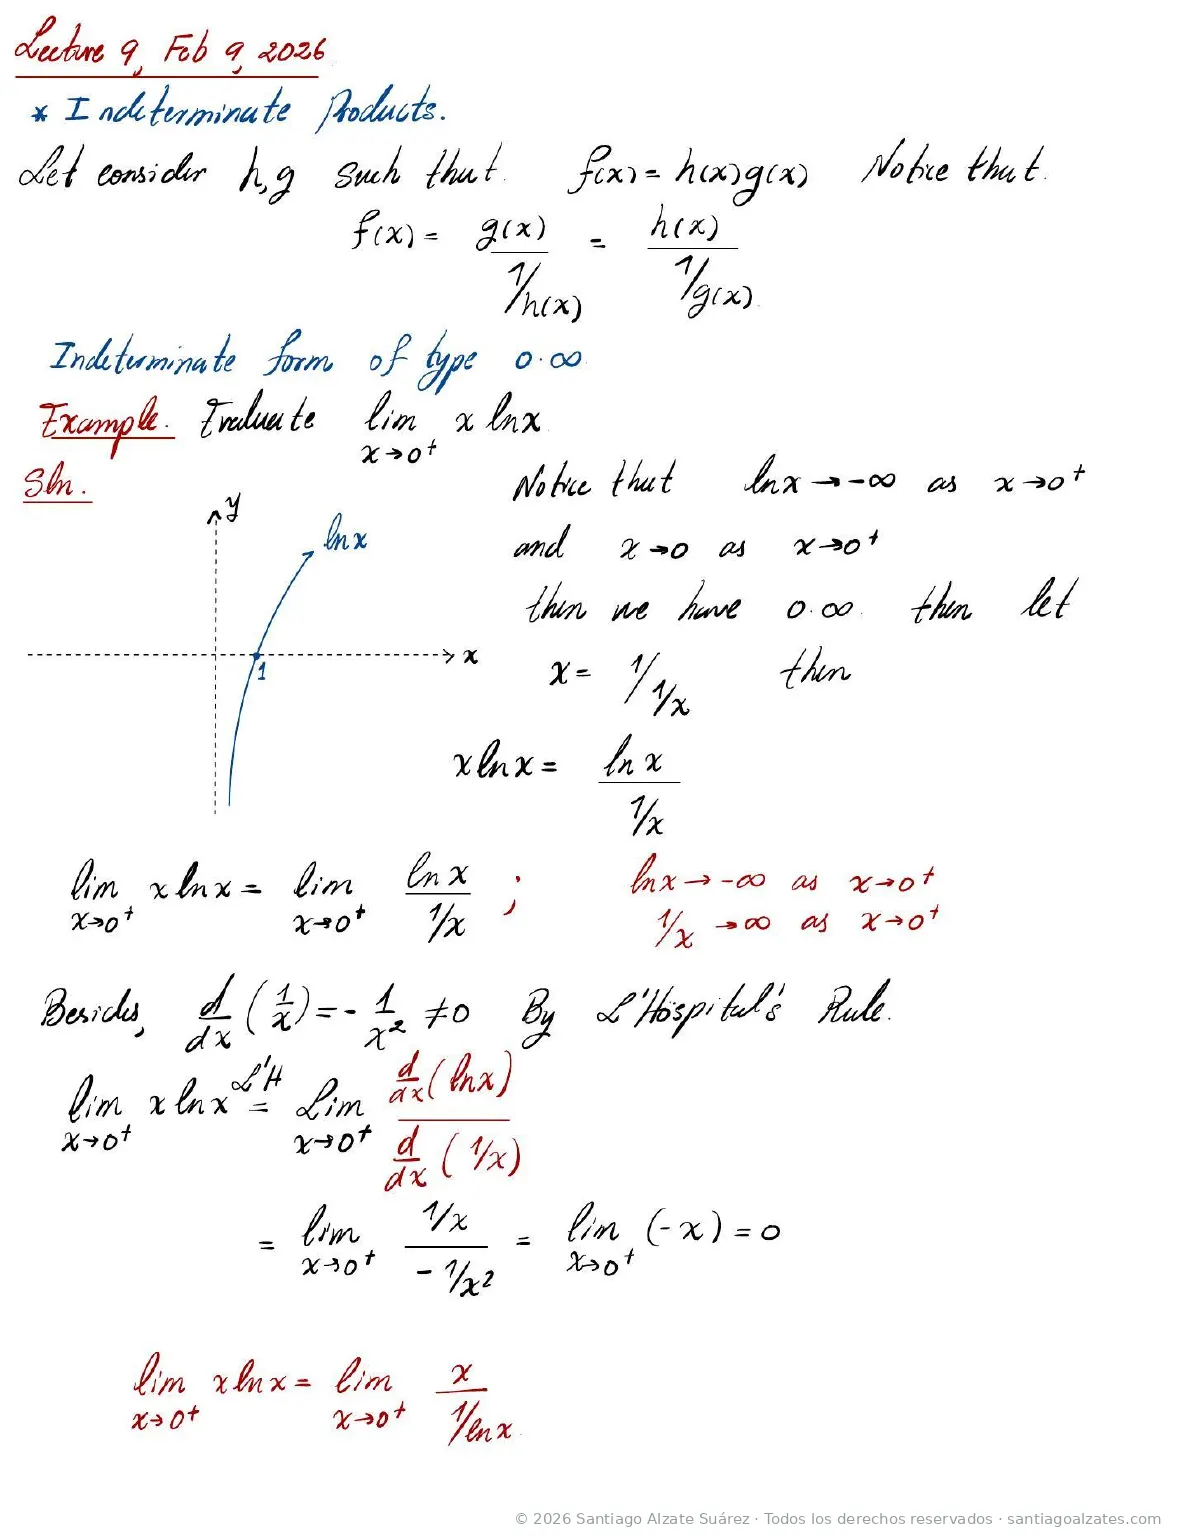 Lecture 9, Feb 9, 2026
* Indeterminate Products.
Let consider h, g such that f(x) = h(x)g(x) Notice that.
f(x) = g(x) / 1/h(x) = h(x) / 1/g(x)
Indeterminate form of type 0·∞
Example. Evaluate lim x→0⁺ x ln x
Sln.
y
ln x
x
1
Notice that ln x → -∞ as x→0⁺
and x→0 as x→0⁺
then we have 0·∞ then let
x = 1/1/x then
x ln x = ln x / 1/x
lim x→0⁺ x ln x = lim x→0⁺ ln x / 1/x ; ln x → -∞ as x→0⁺
1/x → ∞ as x→0⁺
Besides, d/dx (1/x) = - 1/x² ≠ 0 By L'Hospital's Rule.
lim x→0⁺ x ln x L'H = Lim x→0⁺ d/dx (ln x) / d/dx (1/x)
= lim x→0⁺ 1/x / -1/x² = lim x→0⁺ (-x) = 0
lim x→0⁺ x ln x = lim x→0⁺ x / 1/ln x
© 2026 Santiago Alzate Suárez · Todos los derechos reservados · santiagoalzates.com